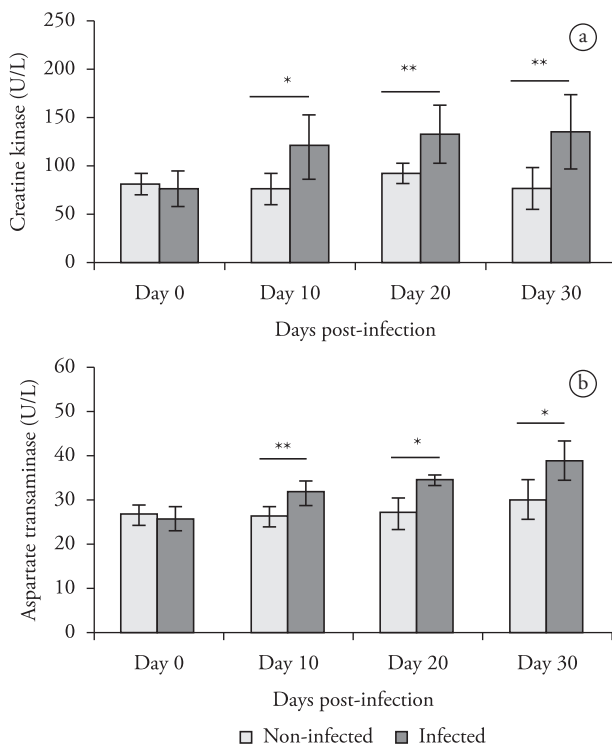 a
Creatine kinase (U/L)
250
200
150
100
50
0
*
**
**
Day 0 Day 10 Day 20 Day 30
Days post-infection
b
Aspartate transaminase (U/L)
60
50
40
30
20
10
0
**
*
*
Day 0 Day 10 Day 20 Day 30
Days post-infection
Non-infected Infected